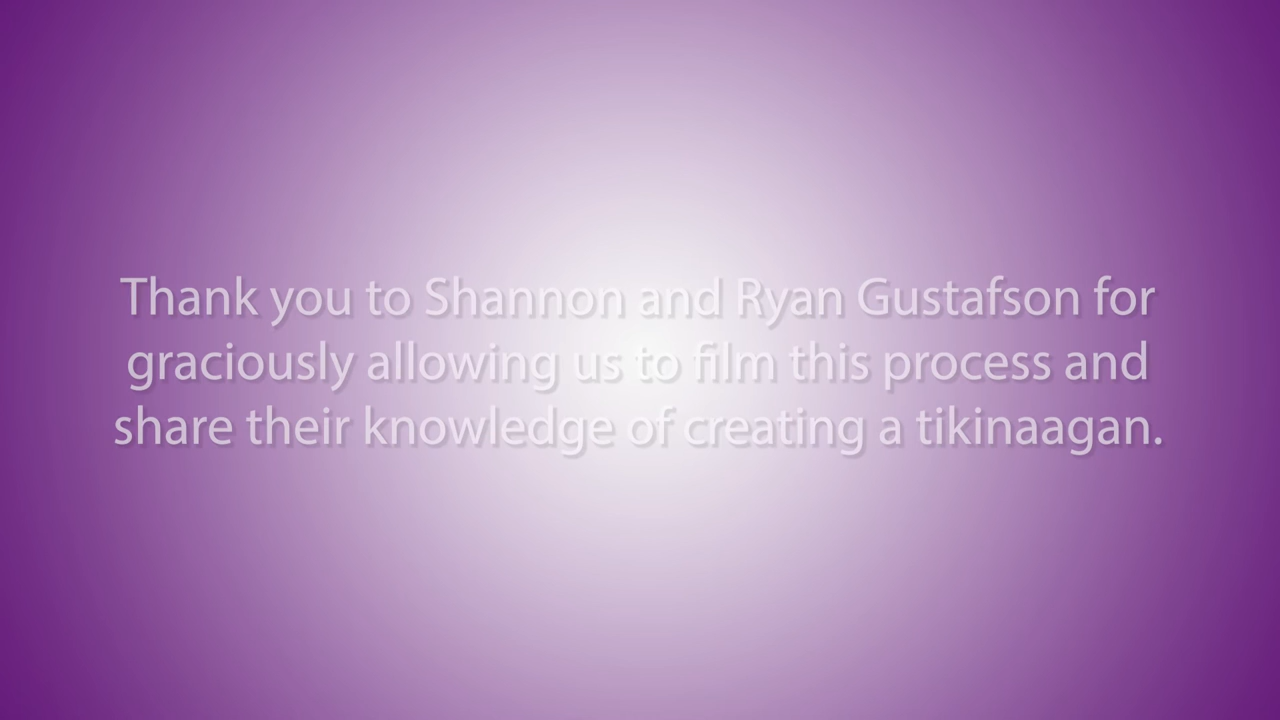 Thank you to Shannon and Ryan Gustafson for
graciously allowing us to film this process and
share their knowledge of creating a tikinaagan.